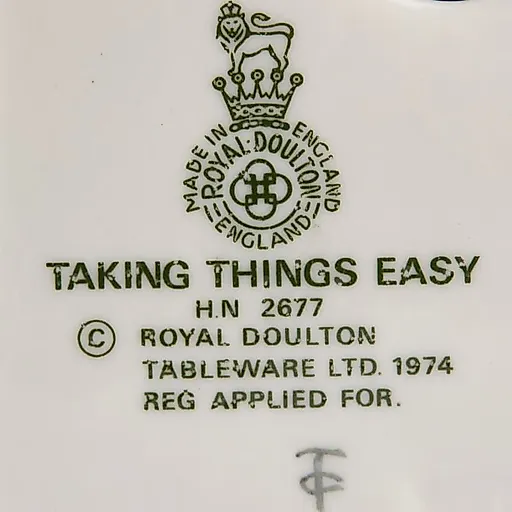 MADE IN ENGLAND
ROYAL·DOULTON
ENGLAND
TAKING THINGS EASY
H.N 2677
© ROYAL DOULTON
TABLEWARE LTD. 1974
REG APPLIED FOR.